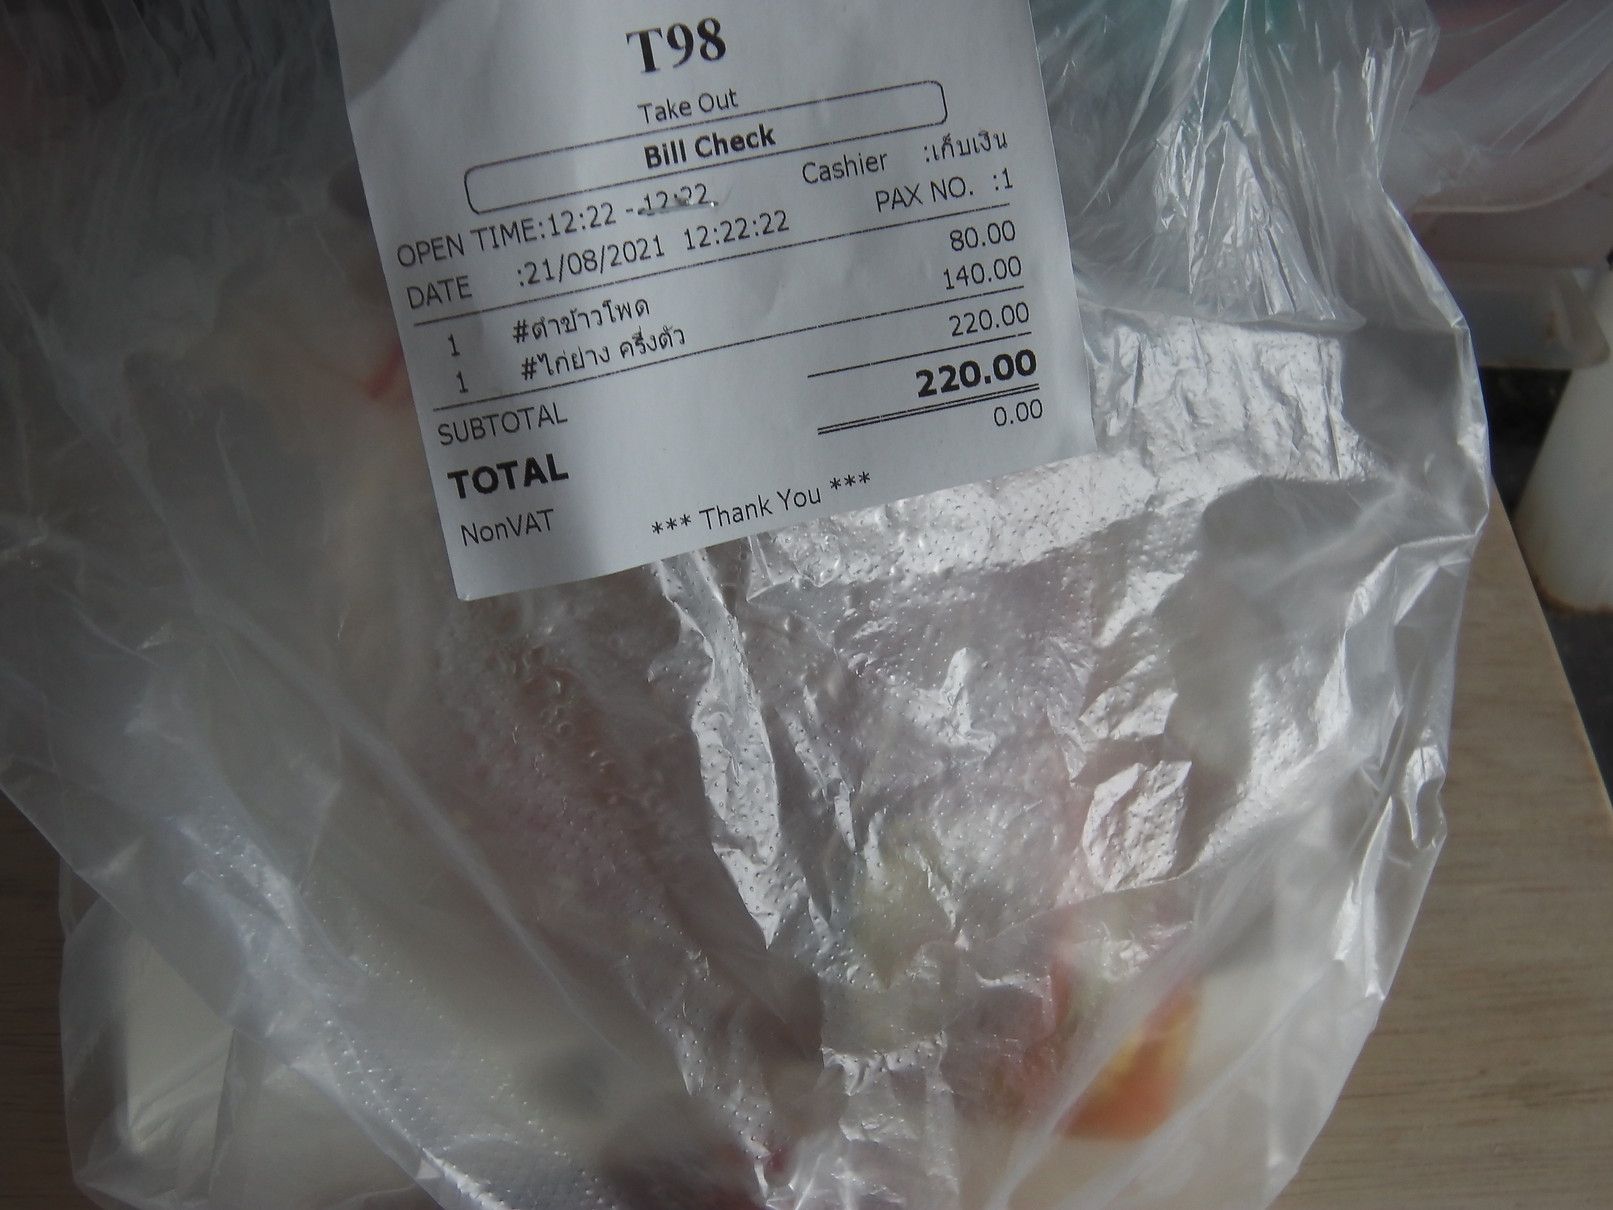 T98
Take Out
Bill Check
OPEN TIME:12:22 -12:22 Cashier :เก็บเงิน
DATE :21/08/2021 12:22:22 PAX NO. :1
1 #ตำข้าวโพด 80.00
1 #ไก่ย่าง ครึ่งตัว 140.00
SUBTOTAL 220.00
TOTAL 220.00
NonVAT 0.00
*** Thank You ***